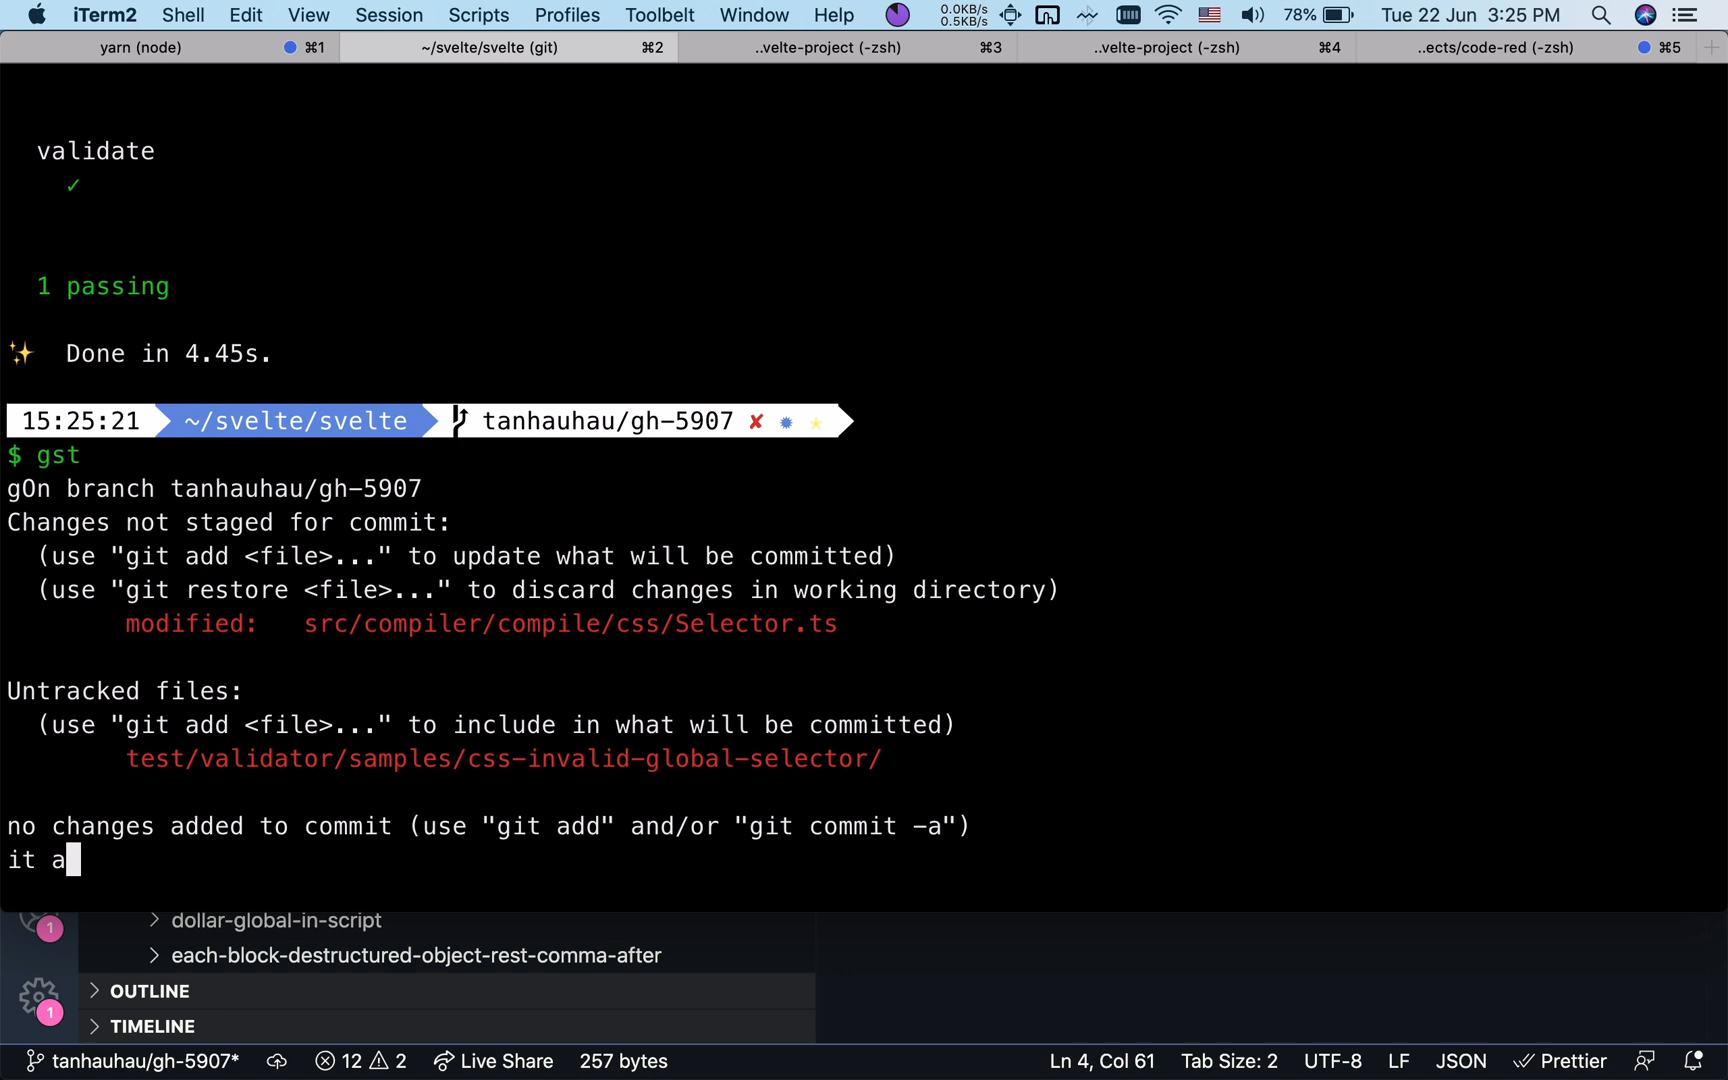 iTerm2 Shell Edit View Session Scripts Profiles Toolbelt Window Help 0.0KB/s 0.5KB/s 78% Tue 22 Jun 3:25 PM
yarn (node) ⌘1 ~/svelte/svelte (git) ⌘2 ..velte-project (-zsh) ⌘3 ..velte-project (-zsh) ⌘4 ..ects/code-red (-zsh) ⌘5
validate
✓
1 passing
✨ Done in 4.45s.
15:25:21 ~/svelte/svelte tanhauhau/gh-5907 ✘
$ gst
gOn branch tanhauhau/gh-5907
Changes not staged for commit:
(use "git add <file>..." to update what will be committed)
(use "git restore <file>..." to discard changes in working directory)
modified: src/compiler/compile/css/Selector.ts
Untracked files:
(use "git add <file>..." to include in what will be committed)
test/validator/samples/css-invalid-global-selector/
no changes added to commit (use "git add" and/or "git commit -a")
it a
1
dollar-global-in-script
each-block-destructured-object-rest-comma-after
1
OUTLINE
TIMELINE
tanhauhau/gh-5907* 12 2 Live Share 257 bytes Ln 4, Col 61 Tab Size: 2 UTF-8 LF JSON Prettier